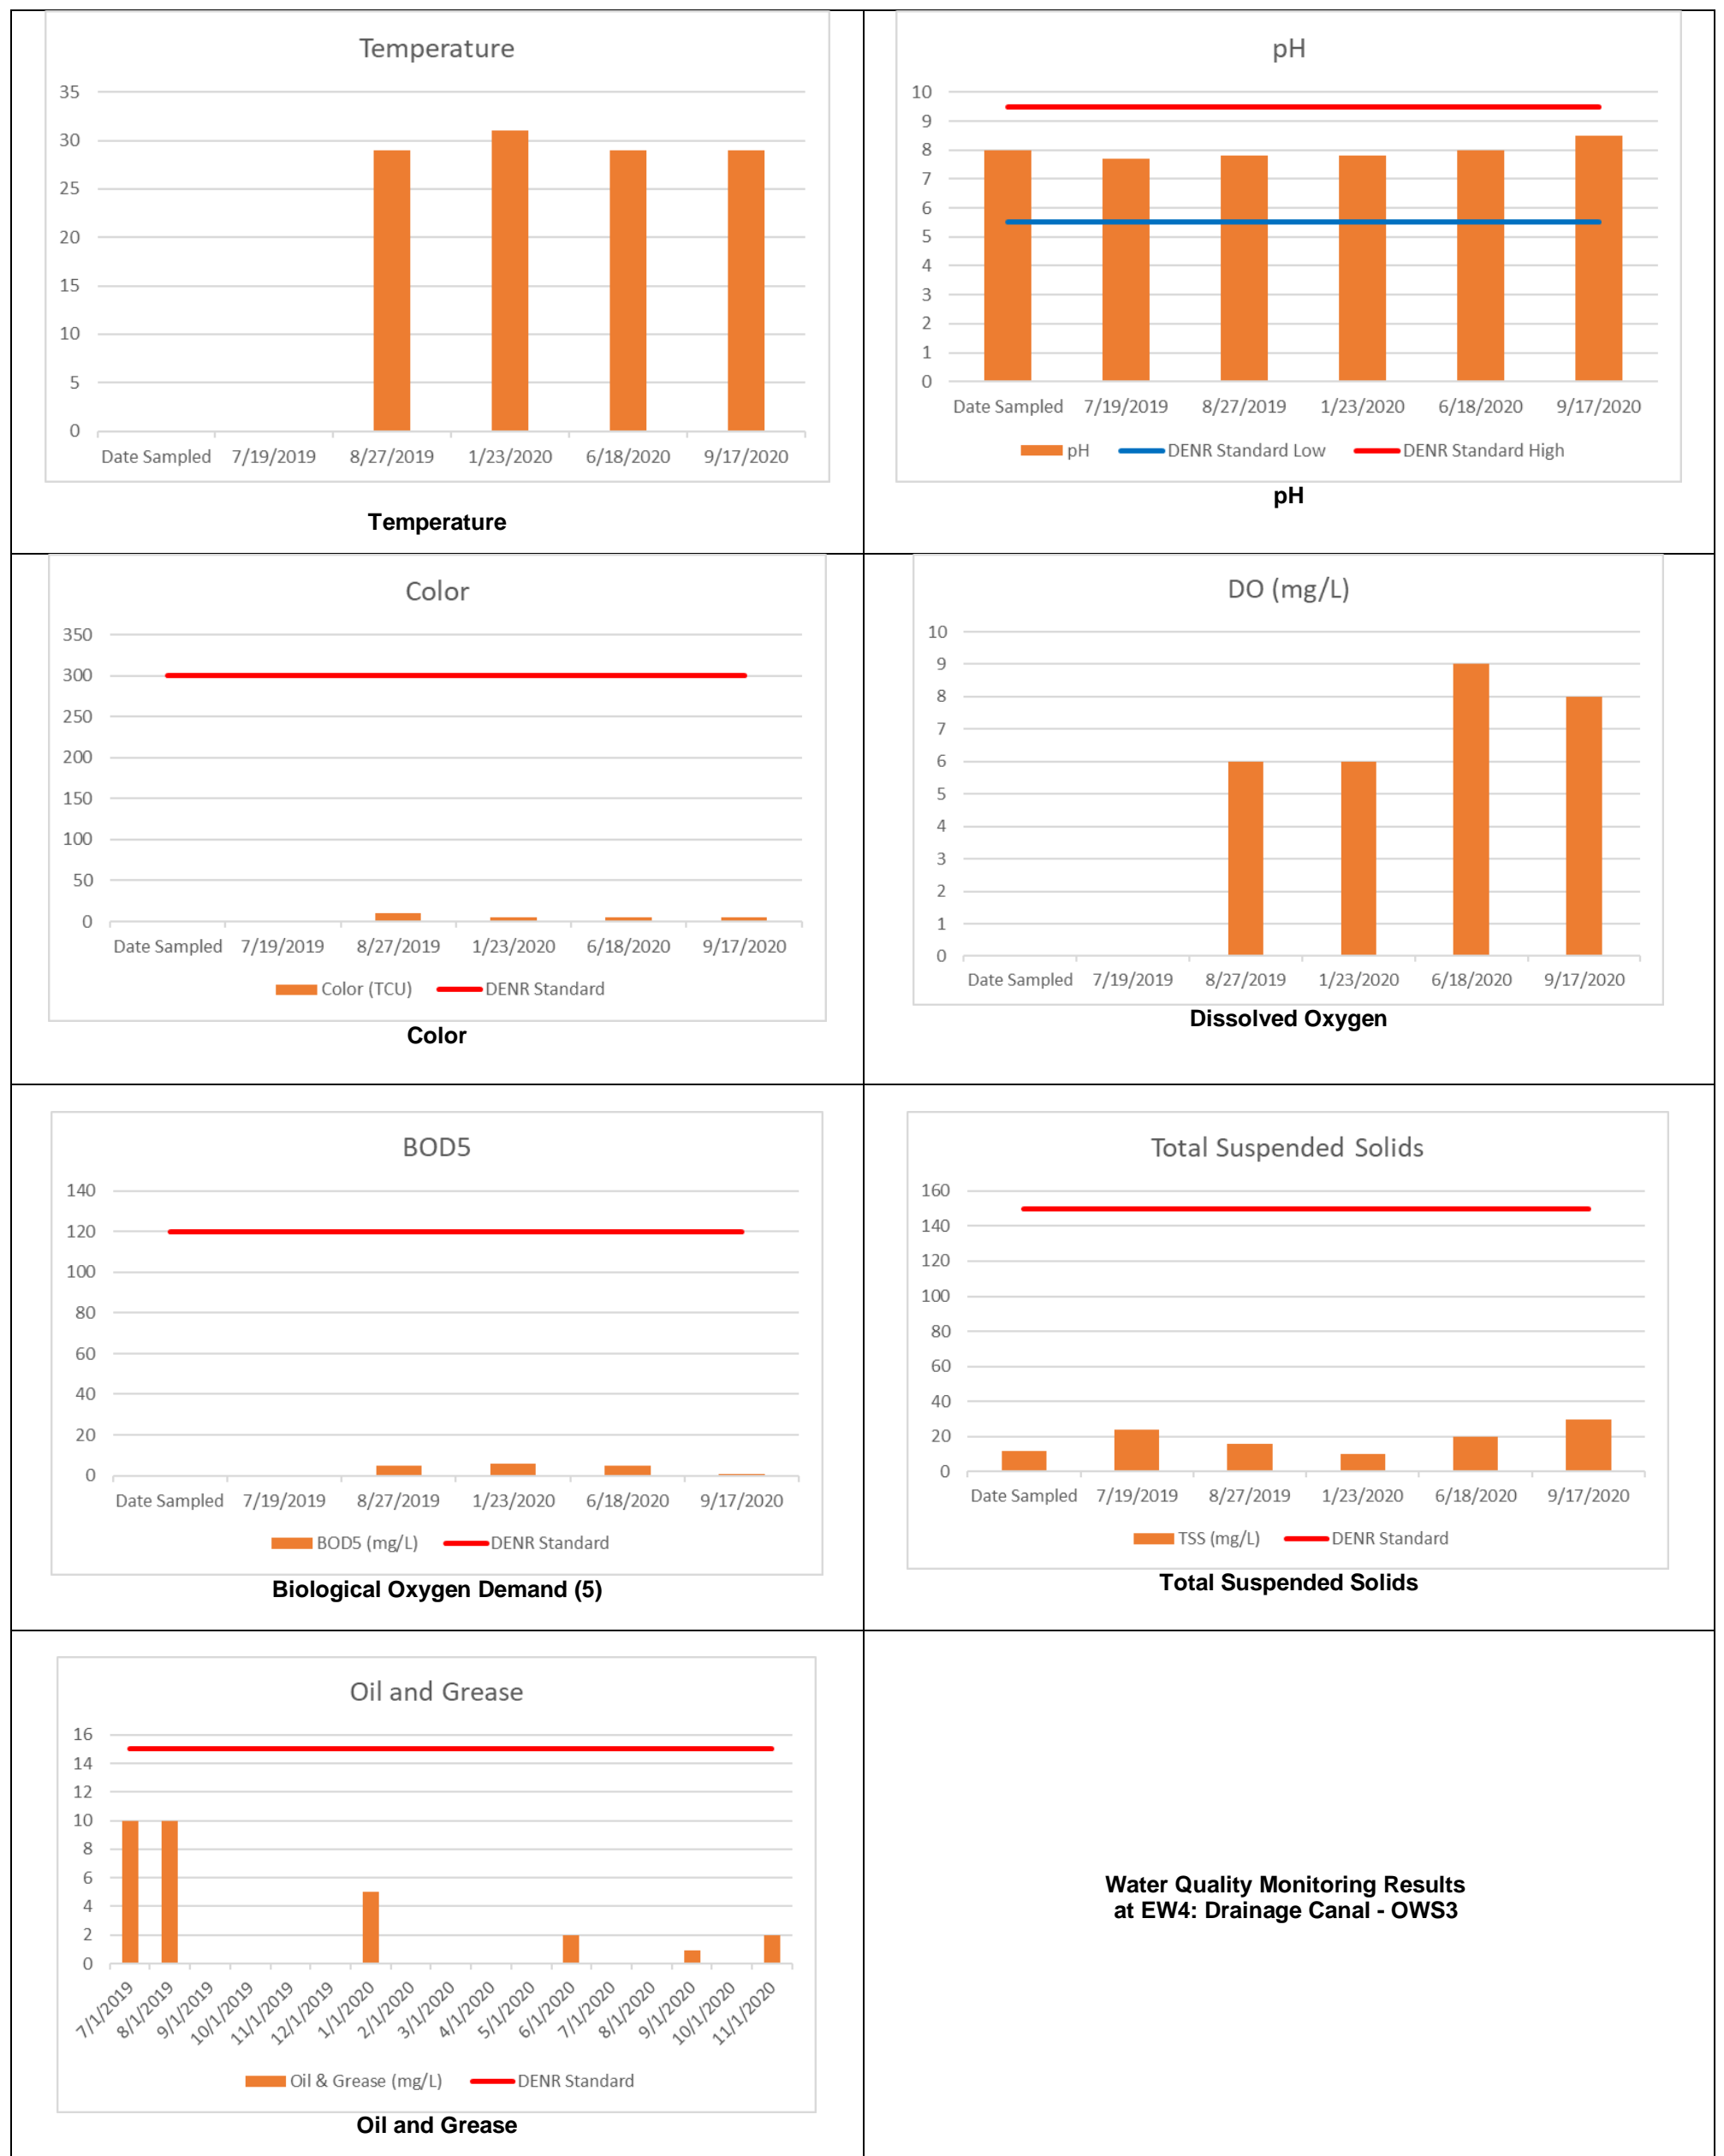 Temperature
35
30
25
20
15
10
5
0
Date Sampled 7/19/2019 8/27/2019 1/23/2020 6/18/2020 9/17/2020
Temperature
pH
10
9
8
7
6
5
4
3
2
1
0
Date Sampled 7/19/2019 8/27/2019 1/23/2020 6/18/2020 9/17/2020
pH DENR Standard Low DENR Standard High
pH
Color
350
300
250
200
150
100
50
0
Date Sampled 7/19/2019 8/27/2019 1/23/2020 6/18/2020 9/17/2020
Color (TCU) DENR Standard
Color
DO (mg/L)
10
9
8
7
6
5
4
3
2
1
0
Date Sampled 7/19/2019 8/27/2019 1/23/2020 6/18/2020 9/17/2020
Dissolved Oxygen
BOD5
140
120
100
80
60
40
20
0
Date Sampled 7/19/2019 8/27/2019 1/23/2020 6/18/2020 9/17/2020
BOD5 (mg/L) DENR Standard
Biological Oxygen Demand (5)
Total Suspended Solids
160
140
120
100
80
60
40
20
0
Date Sampled 7/19/2019 8/27/2019 1/23/2020 6/18/2020 9/17/2020
TSS (mg/L) DENR Standard
Total Suspended Solids
Oil and Grease
16
14
12
10
8
6
4
2
0
7/1/2019 8/1/2019 9/1/2019 10/1/2019 11/1/2019 12/1/2019 1/1/2020 2/1/2020 3/1/2020 4/1/2020 5/1/2020 6/1/2020 7/1/2020 8/1/2020 9/1/2020 10/1/2020 11/1/2020
Oil & Grease (mg/L) DENR Standard
Oil and Grease
Water Quality Monitoring Results
at EW4: Drainage Canal - OWS3